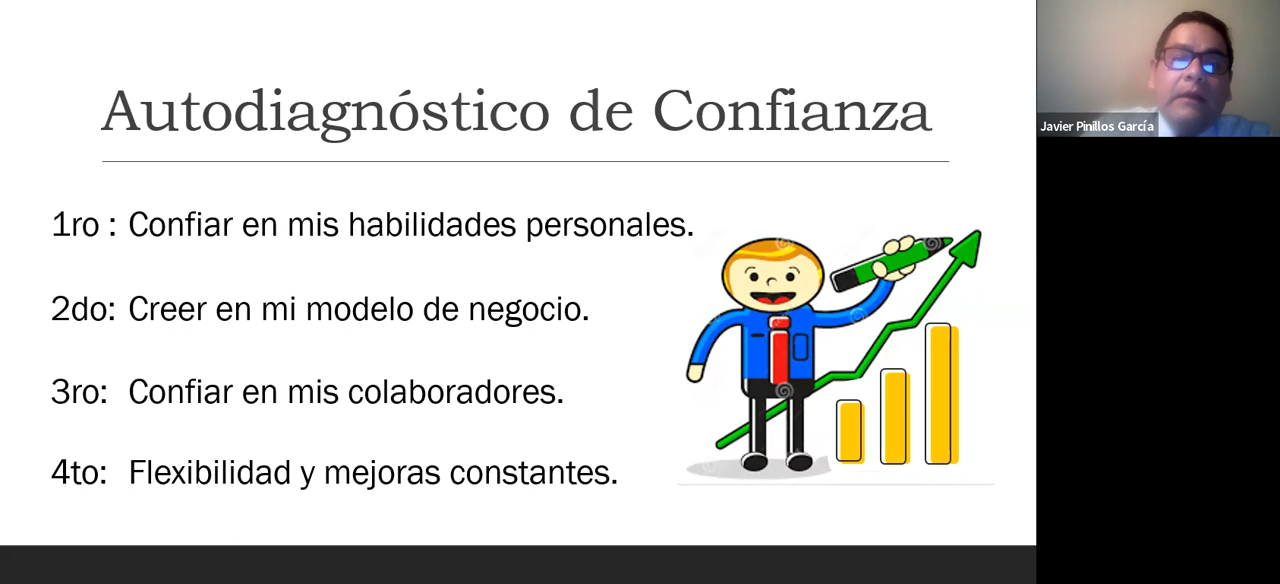 Autodiagnóstico de Confianza
1ro : Confiar en mis habilidades personales.
2do: Creer en mi modelo de negocio.
3ro: Confiar en mis colaboradores.
4to: Flexibilidad y mejoras constantes.
Javier Pinillos García